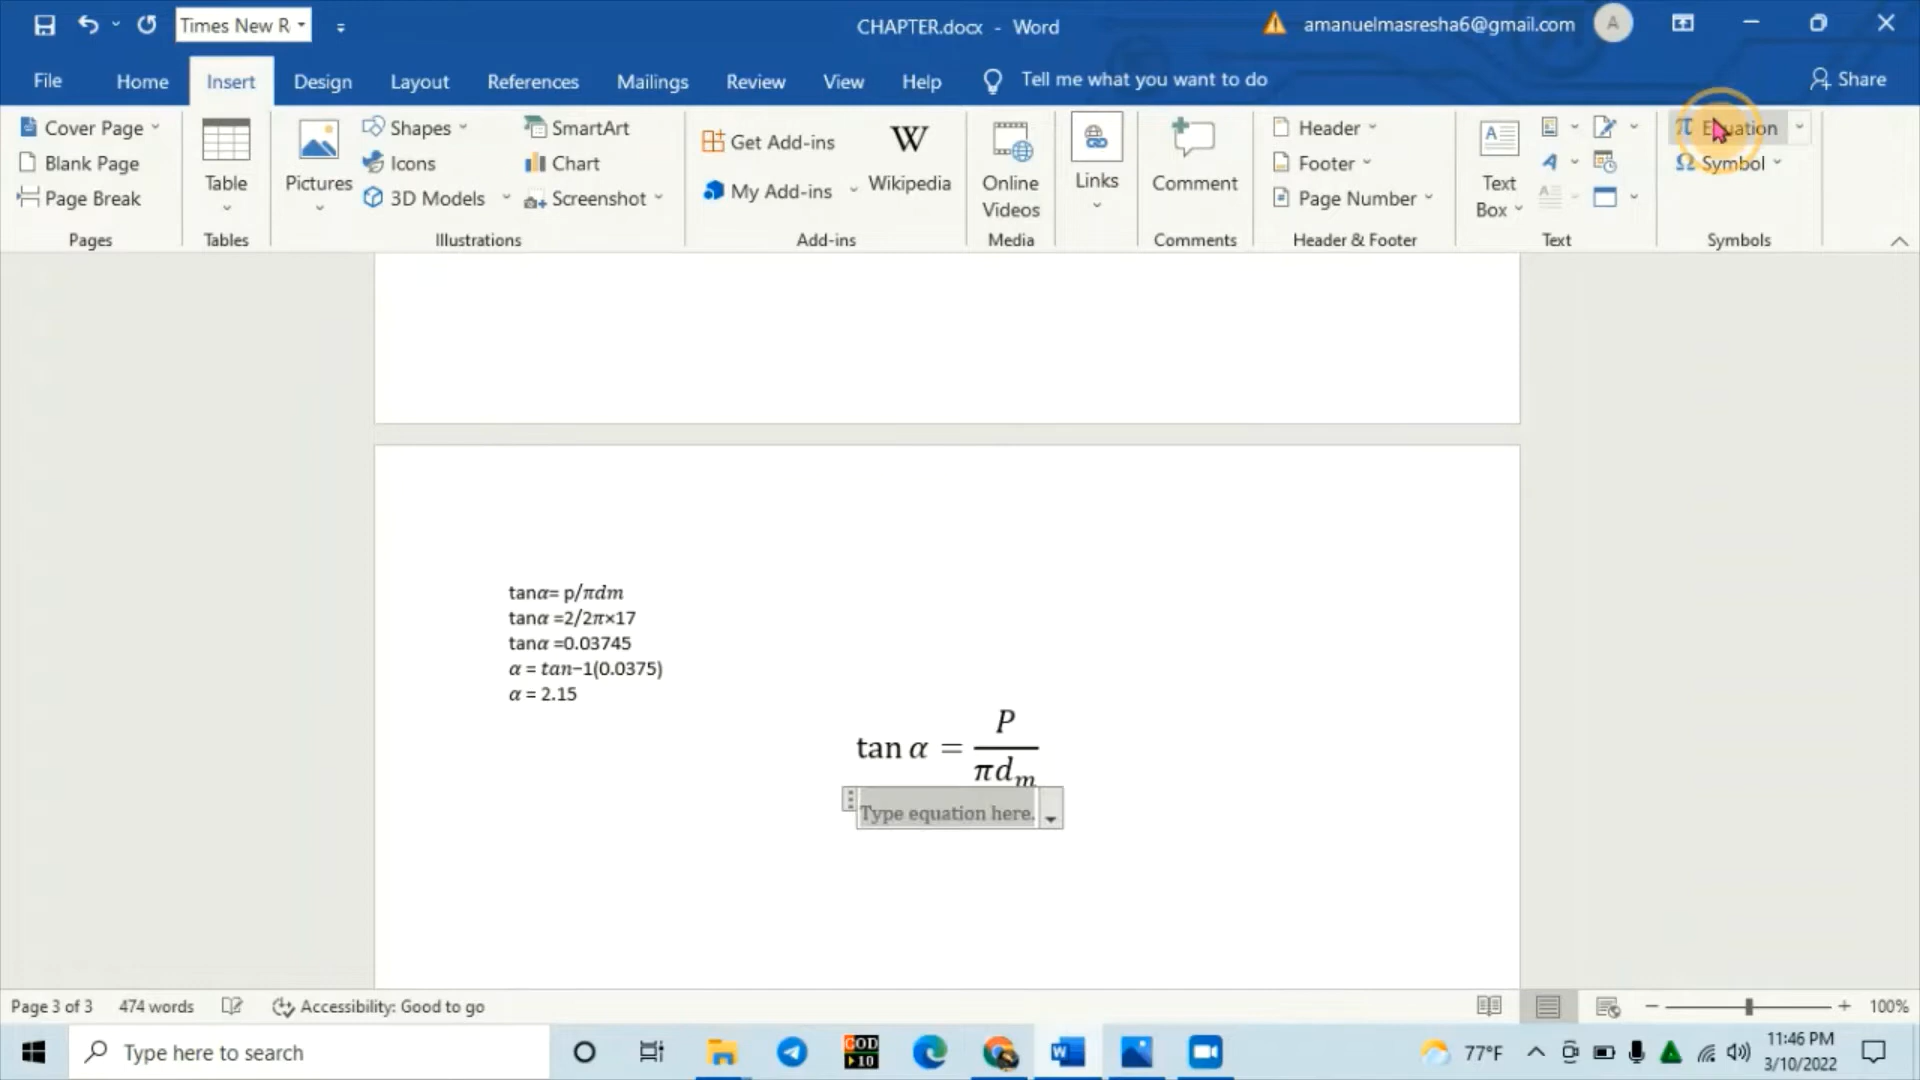 Times New R
CHAPTER.docx - Word
amanuelmasresha6@gmail.com
A
File Home Insert Design Layout References Mailings Review View Help Tell me what you want to do Share
Cover Page
Blank Page
Page Break
Pages
Table
Tables
Pictures
Shapes
Icons
3D Models
SmartArt
Chart
Screenshot
Illustrations
Get Add-ins
My Add-ins
W
Wikipedia
Add-ins
Online
Videos
Media
Links
Comment
Comments
Header
Footer
Page Number
Header & Footer
Text
Box
Text
π Equation
Ω Symbol
Symbols
tanα= p/πdm
tanα =2/2π×17
tanα =0.03745
α = tan−1(0.0375)
α = 2.15
tan α = P / πdₘ
Type equation here.
Page 3 of 3 474 words Accessibility: Good to go 100%
Type here to search
COD
10
77°F
11:46 PM
3/10/2022